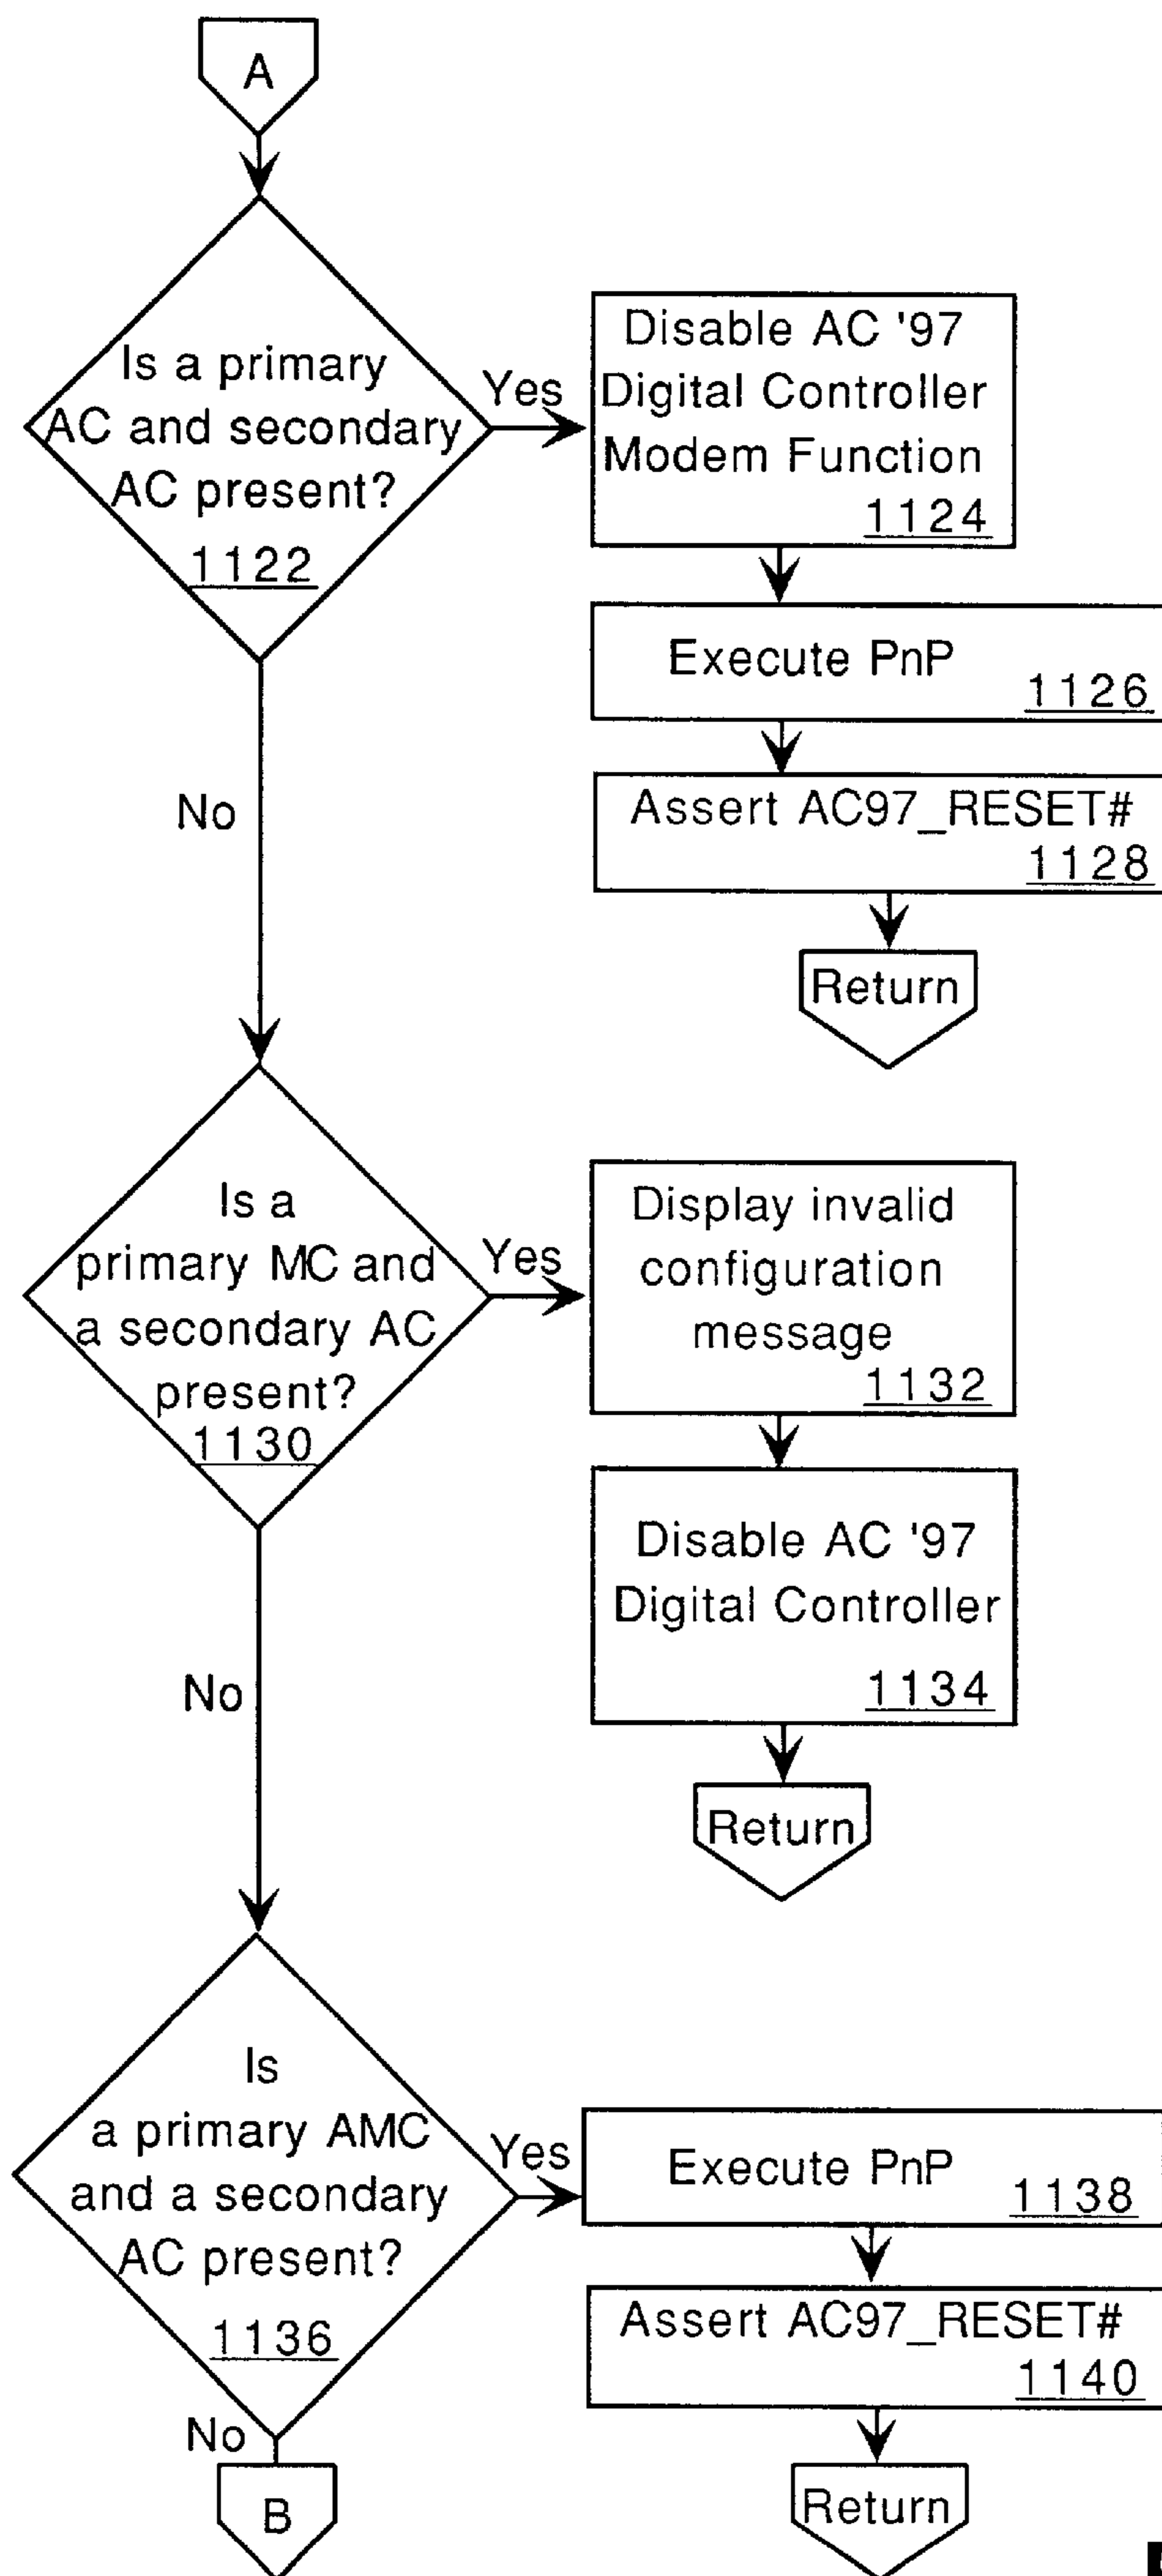 A
Is a primary
AC and secondary
AC present?
1122
Yes
Disable AC '97
Digital Controller
Modem Function
1124
Execute PnP
1126
Assert AC97_RESET#
1128
Return
No
Is a
primary MC and
a secondary AC
present?
1130
Yes
Display invalid
configuration
message
1132
Disable AC '97
Digital Controller
1134
Return
No
Is
a primary AMC
and a secondary
AC present?
1136
Yes
Execute PnP
1138
Assert AC97_RESET#
1140
Return
No
B